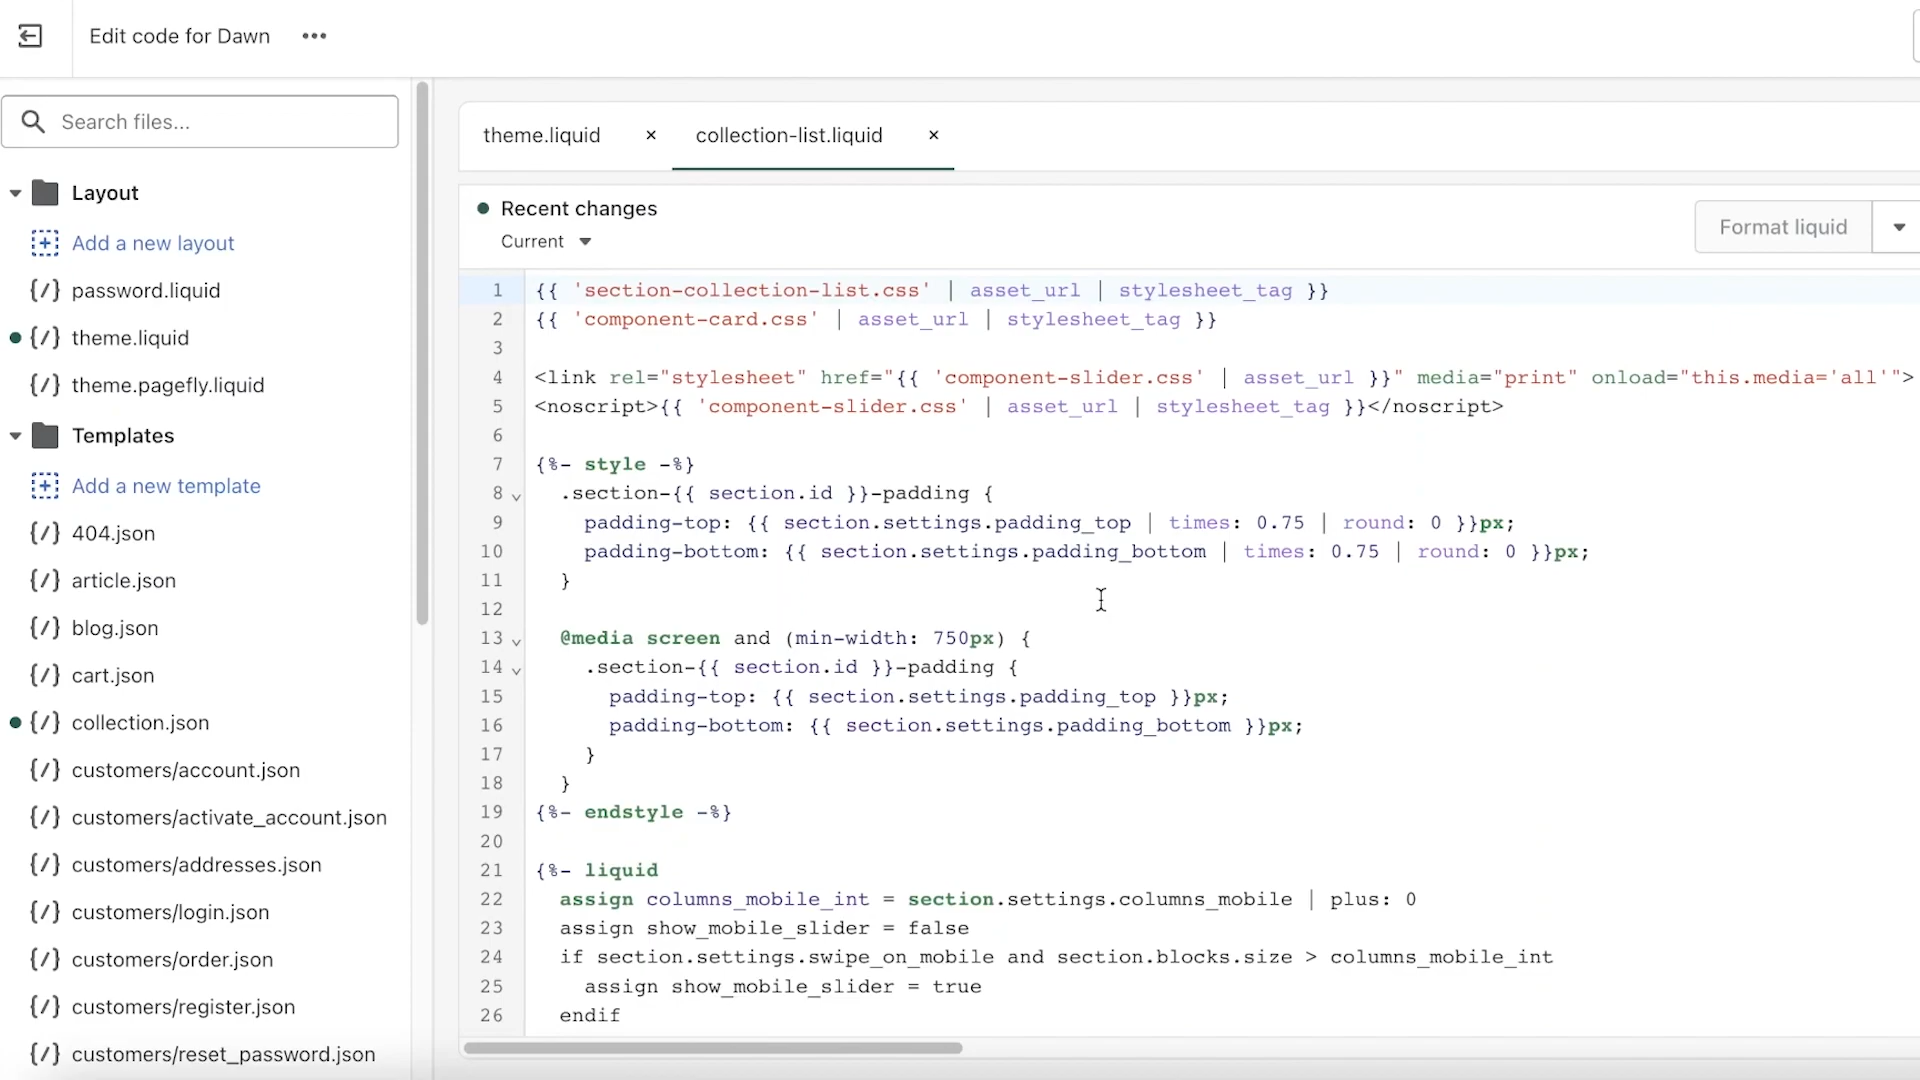 Edit code for Dawn •••
Search files...
Layout
Add a new layout
{/} password.liquid
{/} theme.liquid
{/} theme.pagefly.liquid
Templates
Add a new template
{/} 404.json
{/} article.json
{/} blog.json
{/} cart.json
{/} collection.json
{/} customers/account.json
{/} customers/activate_account.json
{/} customers/addresses.json
{/} customers/login.json
{/} customers/order.json
{/} customers/register.json
{/} customers/reset_password.json
theme.liquid × collection-list.liquid ×
Recent changes
Current
Format liquid
1 {{ 'section-collection-list.css' | asset_url | stylesheet_tag }}
2 {{ 'component-card.css' | asset_url | stylesheet_tag }}
3
4 <link rel="stylesheet" href="{{ 'component-slider.css' | asset_url }}" media="print" onload="this.media='all'">
5 <noscript>{{ 'component-slider.css' | asset_url | stylesheet_tag }}</noscript>
6
7 {%- style -%}
8 .section-{{ section.id }}-padding {
9 padding-top: {{ section.settings.padding_top | times: 0.75 | round: 0 }}px;
10 padding-bottom: {{ section.settings.padding_bottom | times: 0.75 | round: 0 }}px;
11 }
12
13 @media screen and (min-width: 750px) {
14 .section-{{ section.id }}-padding {
15 padding-top: {{ section.settings.padding_top }}px;
16 padding-bottom: {{ section.settings.padding_bottom }}px;
17 }
18 }
19 {%- endstyle -%}
20
21 {%- liquid
22 assign columns_mobile_int = section.settings.columns_mobile | plus: 0
23 assign show_mobile_slider = false
24 if section.settings.swipe_on_mobile and section.blocks.size > columns_mobile_int
25 assign show_mobile_slider = true
26 endif